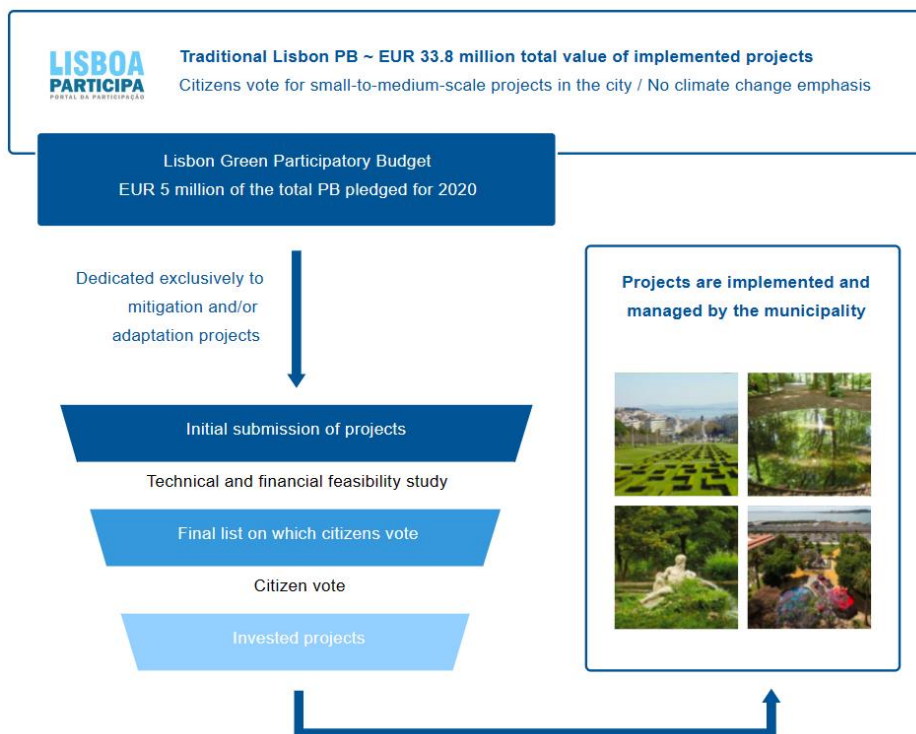 LISBOA
PARTICIPA
PORTAL DA PARTICIPAÇÃO
Traditional Lisbon PB ~ EUR 33.8 million total value of implemented projects
Citizens vote for small-to-medium-scale projects in the city / No climate change emphasis
Lisbon Green Participatory Budget
EUR 5 million of the total PB pledged for 2020
Dedicated exclusively to
mitigation and/or
adaptation projects
Initial submission of projects
Technical and financial feasibility study
Final list on which citizens vote
Citizen vote
Invested projects
Projects are implemented and
managed by the municipality